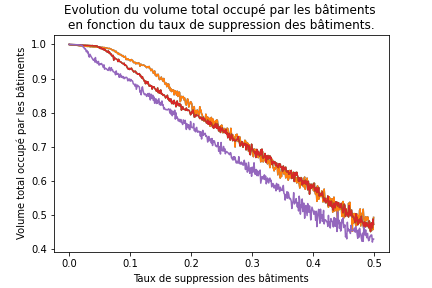 Evolution du volume total occupé par les bâtiments
en fonction du taux de suppression des bâtiments.
Volume total occupé par les bâtiments
1.0
0.9
0.8
0.7
0.6
0.5
0.4
0.0 0.1 0.2 0.3 0.4 0.5
Taux de suppression des bâtiments